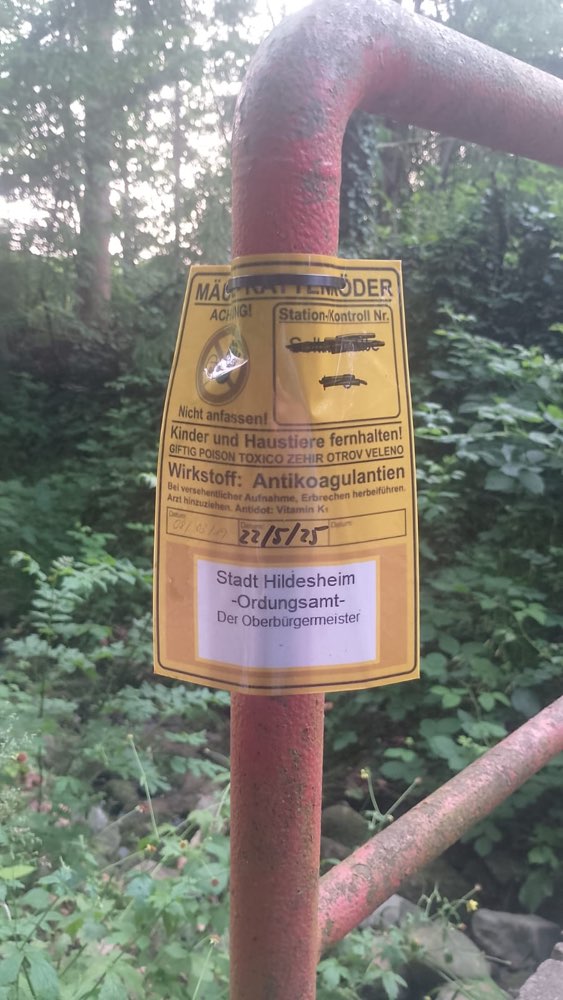 RATTENKÖDER
ACHTUNG!
Station-Kontroll Nr.
Nicht anfassen!
Kinder und Haustiere fernhalten!
GIFTIG POISON TOXICO ZEHIR OTROV VELENO
Wirkstoff: Antikoagulantien
Bei versehentlicher Aufnahme, Erbrechen herbeiführen.
Arzt hinzuziehen. Antidot: Vitamin K₁
Datum: Datum: Datum:
22/5/25
Stadt Hildesheim
-Ordungsamt-
Der Oberbürgermeister